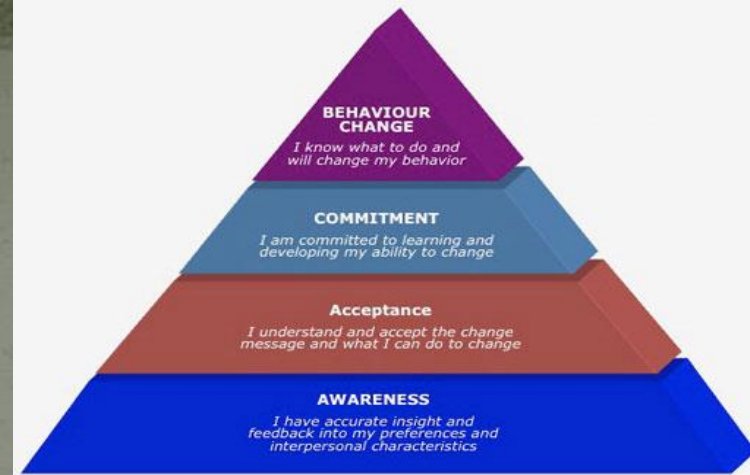 BEHAVIOUR
CHANGE
I know what to do and
will change my behavior
COMMITMENT
I am committed to learning and
developing my ability to change
Acceptance
I understand and accept the change
message and what I can do to change
AWARENESS
I have accurate insight and
feedback into my preferences and
interpersonal characteristics